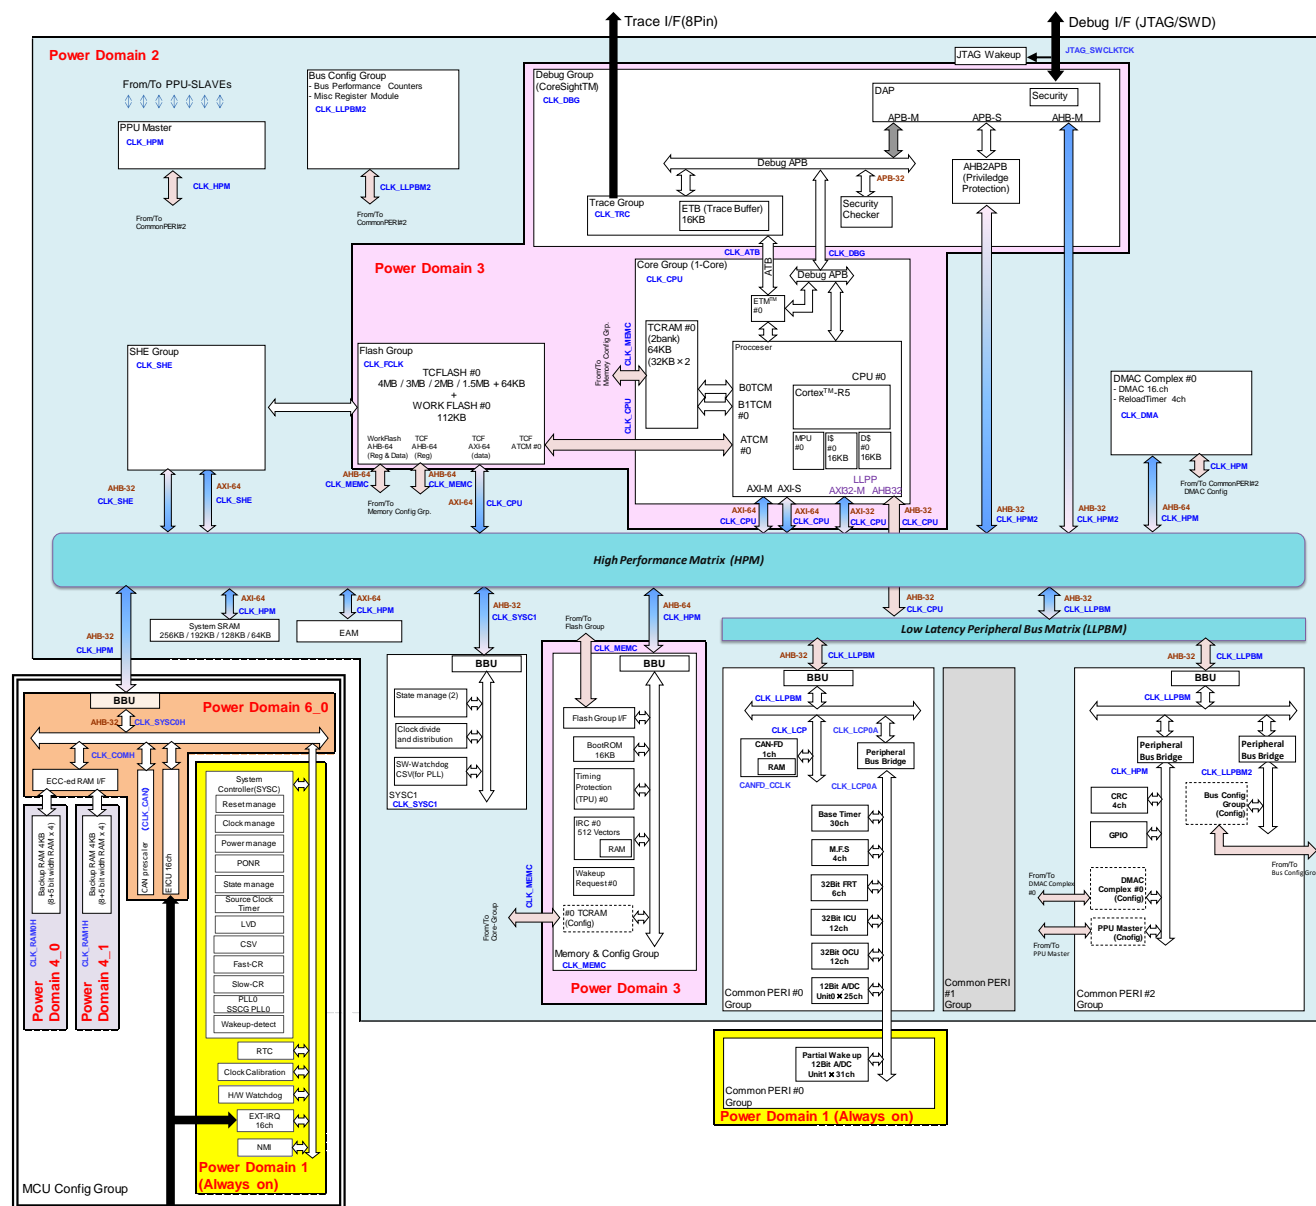 Trace I/F(8Pin)
Debug I/F (JTAG/SWD)
Power Domain 2
JTAG Wakeup
JTAG_SWCLKTCK
From/To PPU-SLAVEs
PPU Master
CLK_HPM
CLK_HPM
From/To
CommonPERI#2
Bus Config Group
- Bus Performance Counters
- Misc Register Module
CLK_LLPBM2
CLK_LLPBM2
From/To
CommonPERI#2
Debug Group
(CoreSightTM)
CLK_DBG
DAP
Security
APB-M
APB-S
AHB-M
Debug APB
APB-32
AHB2APB
(Priviledge
Protection)
Security
Checker
Trace Group
CLK_TRC
ETB (Trace Buffer)
16KB
CLK_ATB
ATB
CLK_DBG
Power Domain 3
Core Group (1-Core)
CLK_CPU
Debug APB
ETM™
#0
TCRAM #0
(2bank)
64KB
(32KB × 2
From/To
Memory Config Grp.
CLK_MEMC
CLK_CPU
Procceser
CPU #0
B0TCM
B1TCM
#0
ATCM
#0
Cortex™-R5
MPU
#0
I$
#0
16KB
D$
#0
16KB
LLPP
AXI-M
AXI-S
AXI32-M
AHB32
SHE Group
CLK_SHE
Flash Group
CLK_FCLK
TCFLASH #0
4MB / 3MB / 2MB / 1.5MB + 64KB
+
WORK FLASH #0
112KB
WorkFlash
AHB-64
(Reg & Data)
TCF
AHB-64
(Reg)
TCF
AXI-64
(data)
TCF
ATCM #0
DMAC Complex #0
- DMAC 16.ch
- ReloadTimer 4ch
CLK_DMA
CLK_HPM
From/To CommonPERI#2
DMAC Config
AHB-32
CLK_SHE
AXI-64
CLK_SHE
AHB-64
CLK_MEMC
AHB-64
CLK_MEMC
From/To
Memory Config Grp.
AXI-64
CLK_CPU
AXI-64
CLK_CPU
AXI-64
CLK_CPU
AXI-32
CLK_CPU
AHB-32
CLK_CPU
AHB-32
CLK_HPM2
AHB-32
CLK_HPM2
AHB-64
CLK_HPM
High Performance Matrix (HPM)
AHB-32
CLK_HPM
AXI-64
CLK_HPM
System SRAM
256KB / 192KB / 128KB / 64KB
AXI-64
CLK_HPM
EAM
AHB-32
CLK_SYSC1
From/To
Flash Group
AHB-64
CLK_HPM
AHB-32
CLK_CPU
AHB-32
CLK_LLPBM
Low Latency Peripheral Bus Matrix (LLPBM)
BBU
State manage (2)
Clock divide
and distribution
SW-Watchdog
CSV(for PLL)
SYSC1
CLK_SYSC1
CLK_MEMC
BBU
Flash Group I/F
BootROM
16KB
Timing
Protection
(TPU) #0
IRC #0
512 Vectors
RAM
Wakeup
Request #0
#0 TCRAM
(Config)
CLK_MEMC
From/To
Core-Group
Memory & Config Group
CLK_MEMC
Power Domain 3
AHB-32
CLK_LLPBM
BBU
CLK_LLPBM
CLK_LCP
CLK_LCP0A
CAN-FD
1ch
RAM
CANFD_CCLK
Peripheral
Bus Bridge
CLK_LCP0A
Base Timer
30ch
M.F.S
4ch
32Bit FRT
6ch
32Bit ICU
12ch
32Bit OCU
12ch
12Bit A/DC
Unit0 × 25ch
Common PERI #0
Group
Common PERI
#1
Group
AHB-32
CLK_LLPBM
BBU
CLK_LLPBM
Peripheral
Bus Bridge
CLK_HPM
Peripheral
Bus Bridge
CLK_LLPBM2
CRC
4ch
GPIO
Bus Config
Group
(Config)
From/To
Bus Config Gro
From/To
DMAC Complex
#0
DMAC
Complex #0
(Config)
PPU Master
(Cnofig)
From/To
PPU Master
Common PERI #2
Group
Partial Wake up
12Bit A/DC
Unit1 × 31ch
Common PERI #0
Group
Power Domain 1 (Always on)
BBU
Power Domain 6_0
AHB-32
CLK_SYSC0H
CLK_COMH
ECC-ed RAM I/F
Backup RAM 4KB
(8+5 bit width RAM x 4)
Backup RAM 4KB
(8+5 bit width RAM x 4)
CAN prescaler
(CLK_CAN)
EICU 16ch
CLK_RAM0H
Power
Domain 4_0
CLK_RAM1H
Power
Domain 4_1
System
Controller(SYSC)
Reset manage
Clock manage
Power manage
PONR
State manage
Source Clock
Timer
LVD
CSV
Fast-CR
Slow-CR
PLL0
SSCG PLL0
Wakeup-detect
RTC
Clock Calibration
H/W Watchdog
EXT-IRQ
16ch
NMI
Power Domain 1
(Always on)
MCU Config Group